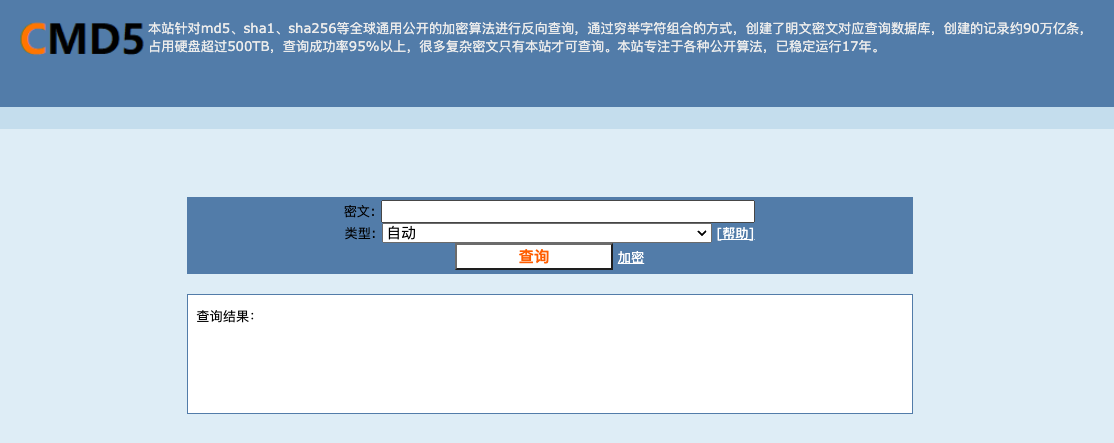 CMD5
本站针对md5、sha1、sha256等全球通用公开的加密算法进行反向查询，通过穷举字符组合的方式，创建了明文密文对应查询数据库，创建的记录约90万亿条，
占用硬盘超过500TB，查询成功率95%以上，很多复杂密文只有本站才可查询。本站专注于各种公开算法，已稳定运行17年。
密文:
类型: 自动 [帮助]
查询 加密
查询结果: